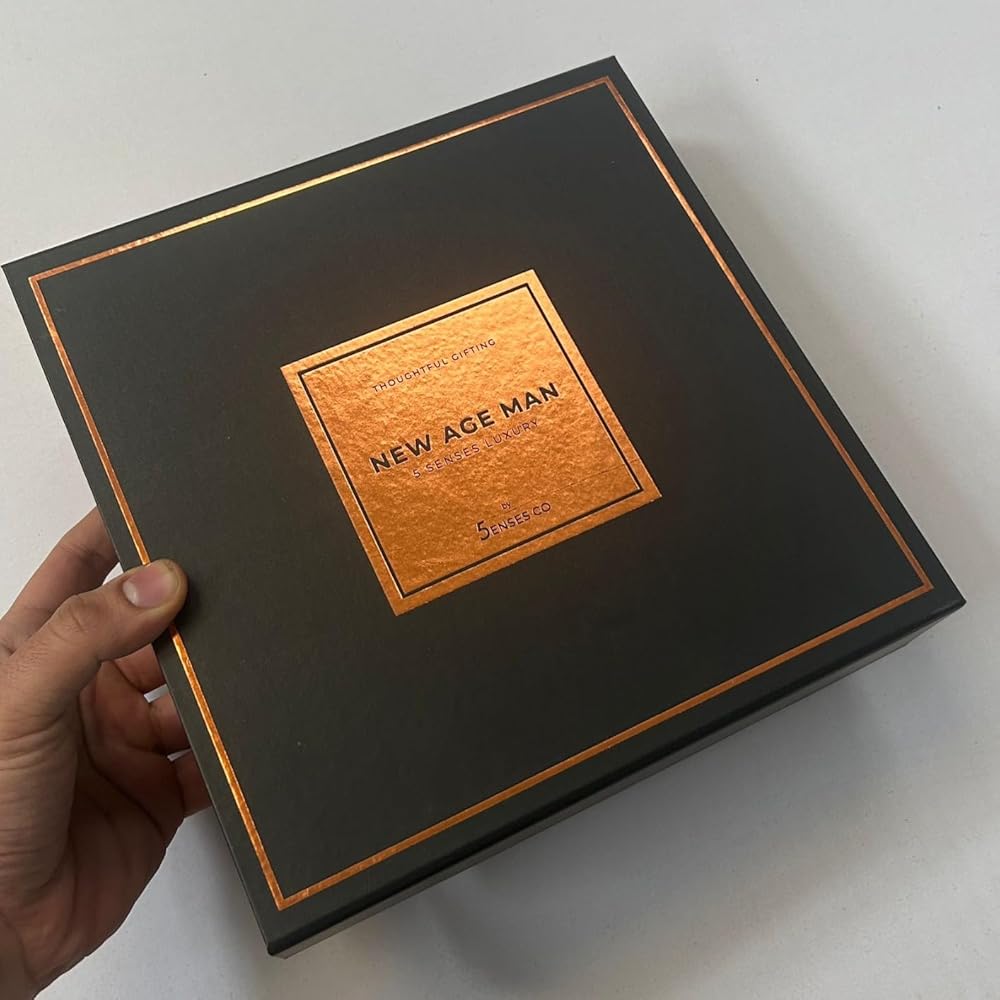 THOUGHTFUL GIFTING
NEW AGE MAN
5 SENSES LUXURY
by
5ENSES.CO